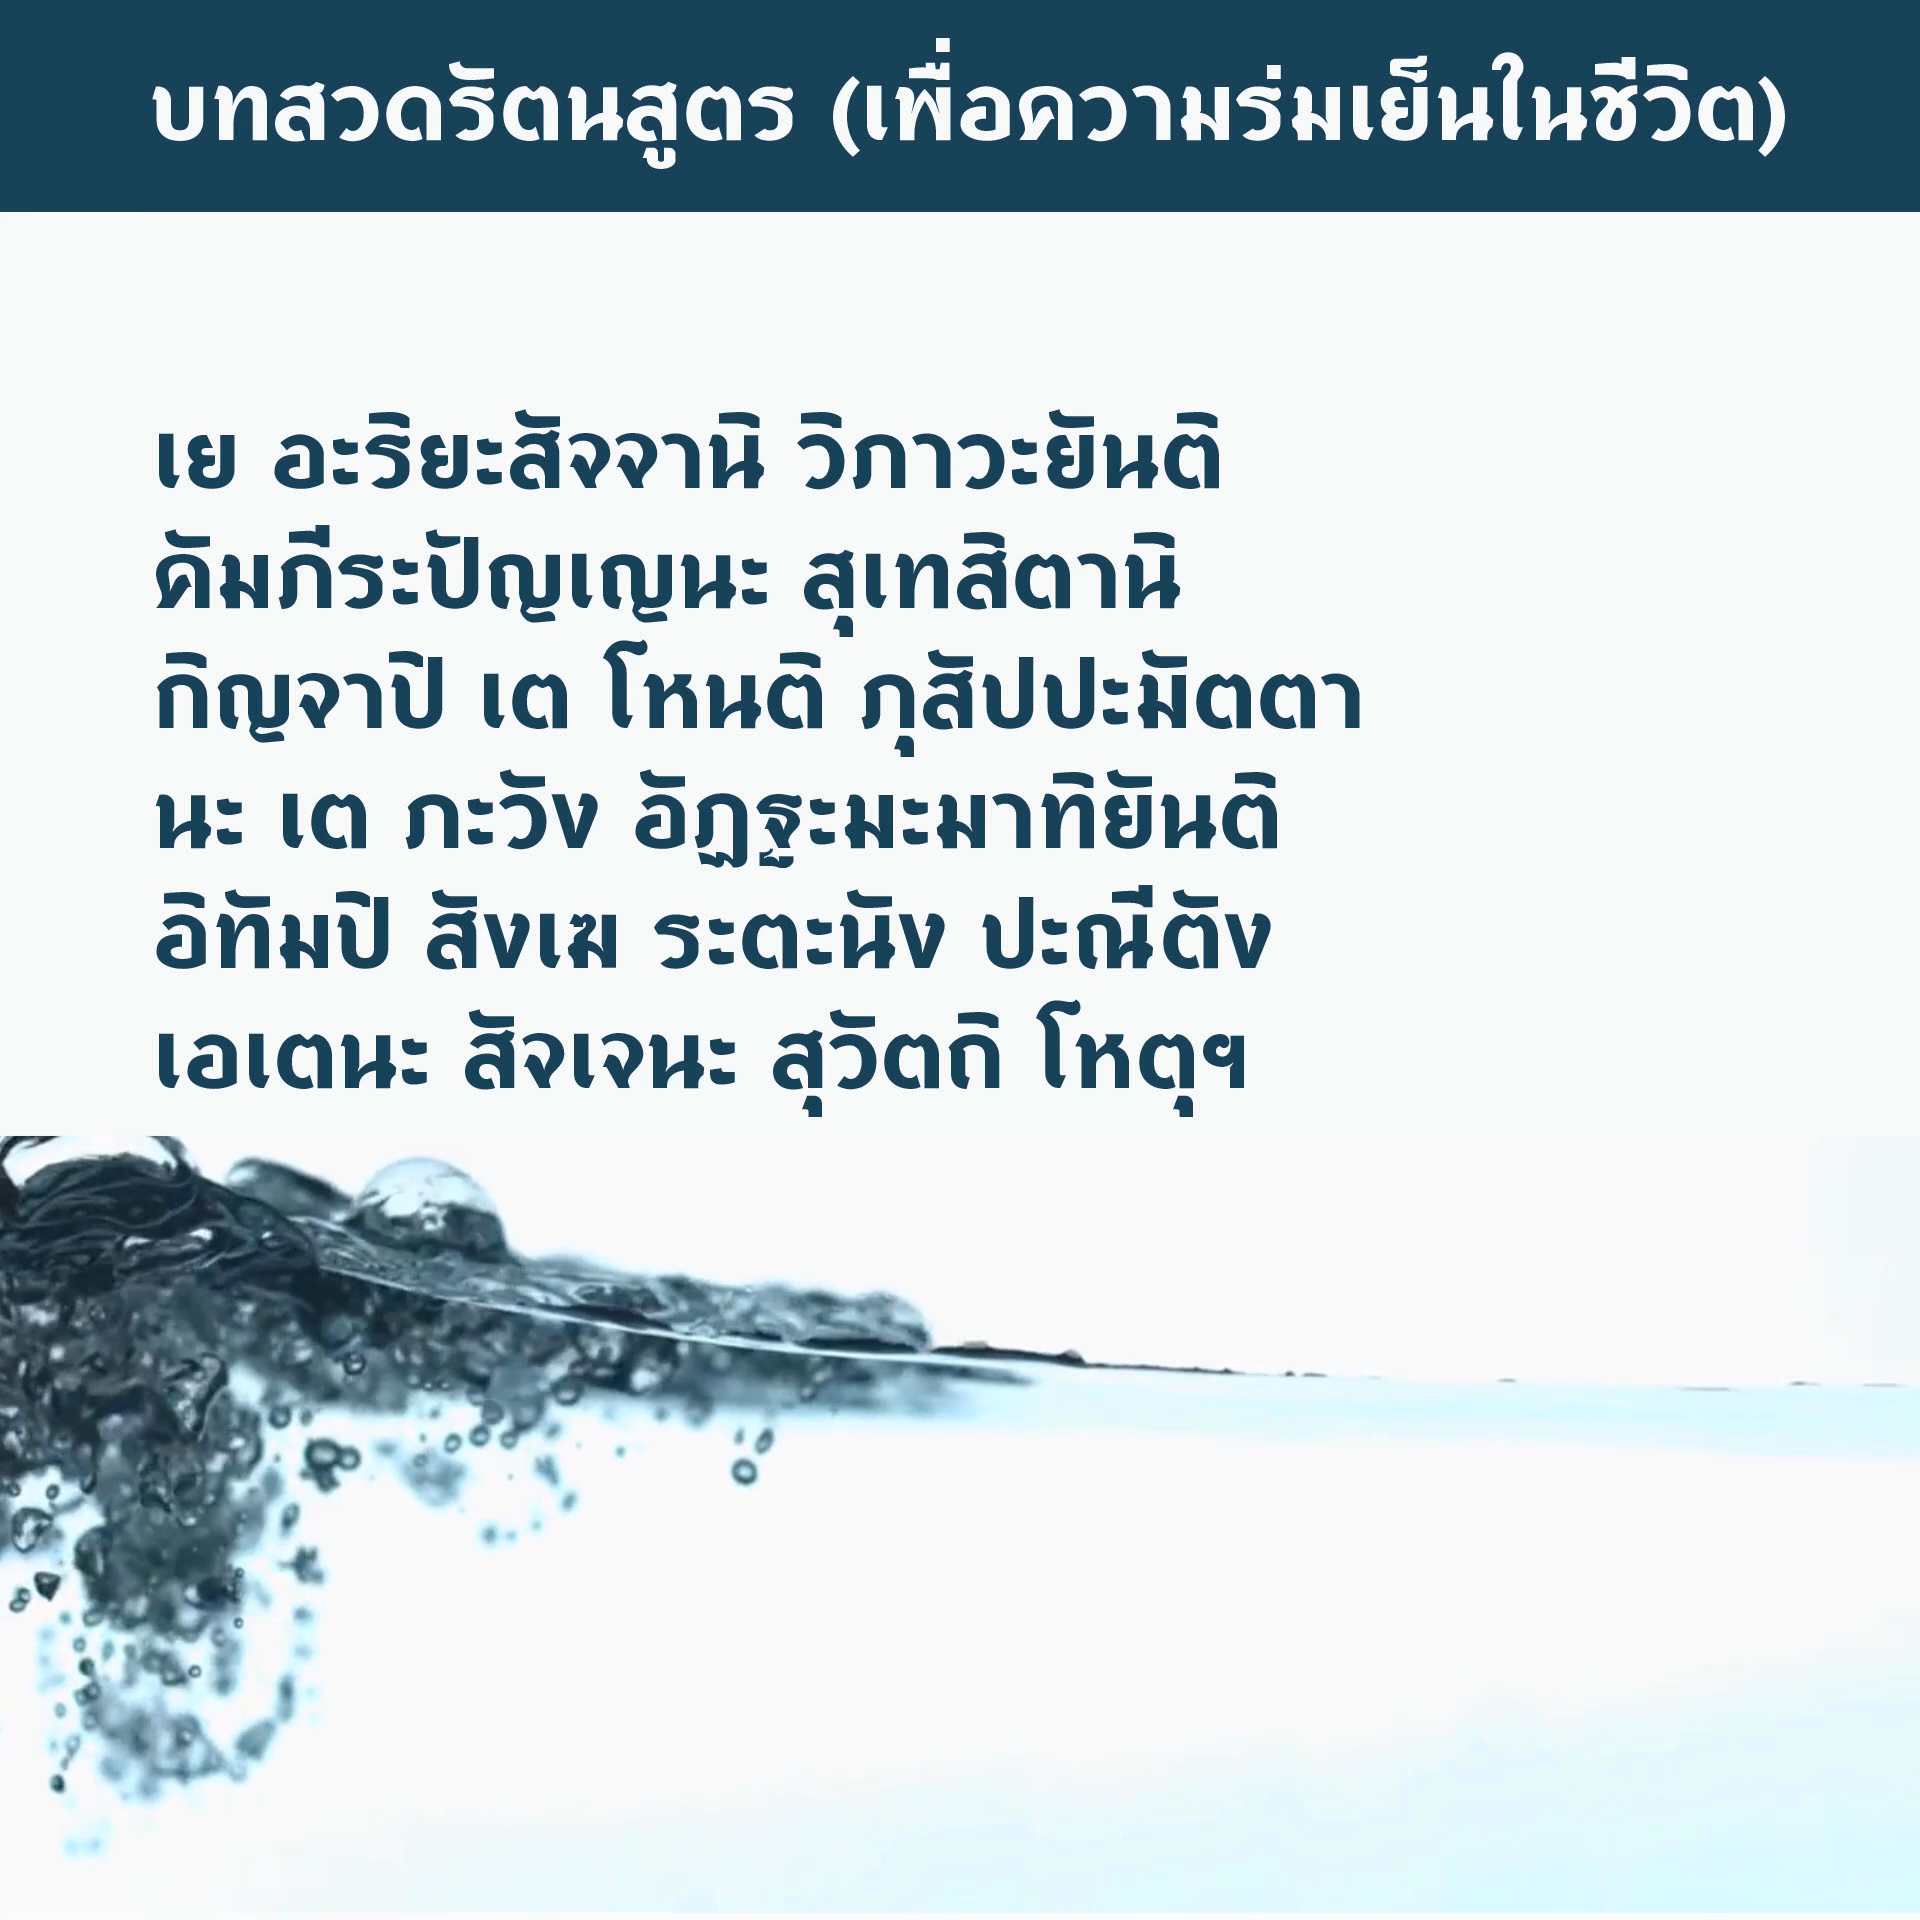 บทสวดรัตนสูตร (เพื่อความร่มเย็นในชีวิต)
เย อะริยะสัจจานิ วิภาวะยันติ
คัมภีระปัญเญนะ สุเทสิตานิ
กิญจาปิ เต โหนติ ภุสัปปะมัตตา
นะ เต ภะวัง อัฏฐะมะมาทิยันติ
อิทัมปิ สังเฆ ระตะนัง ปะณีตัง
เอเตนะ สัจเจนะ สุวัตถิ โหตุฯ